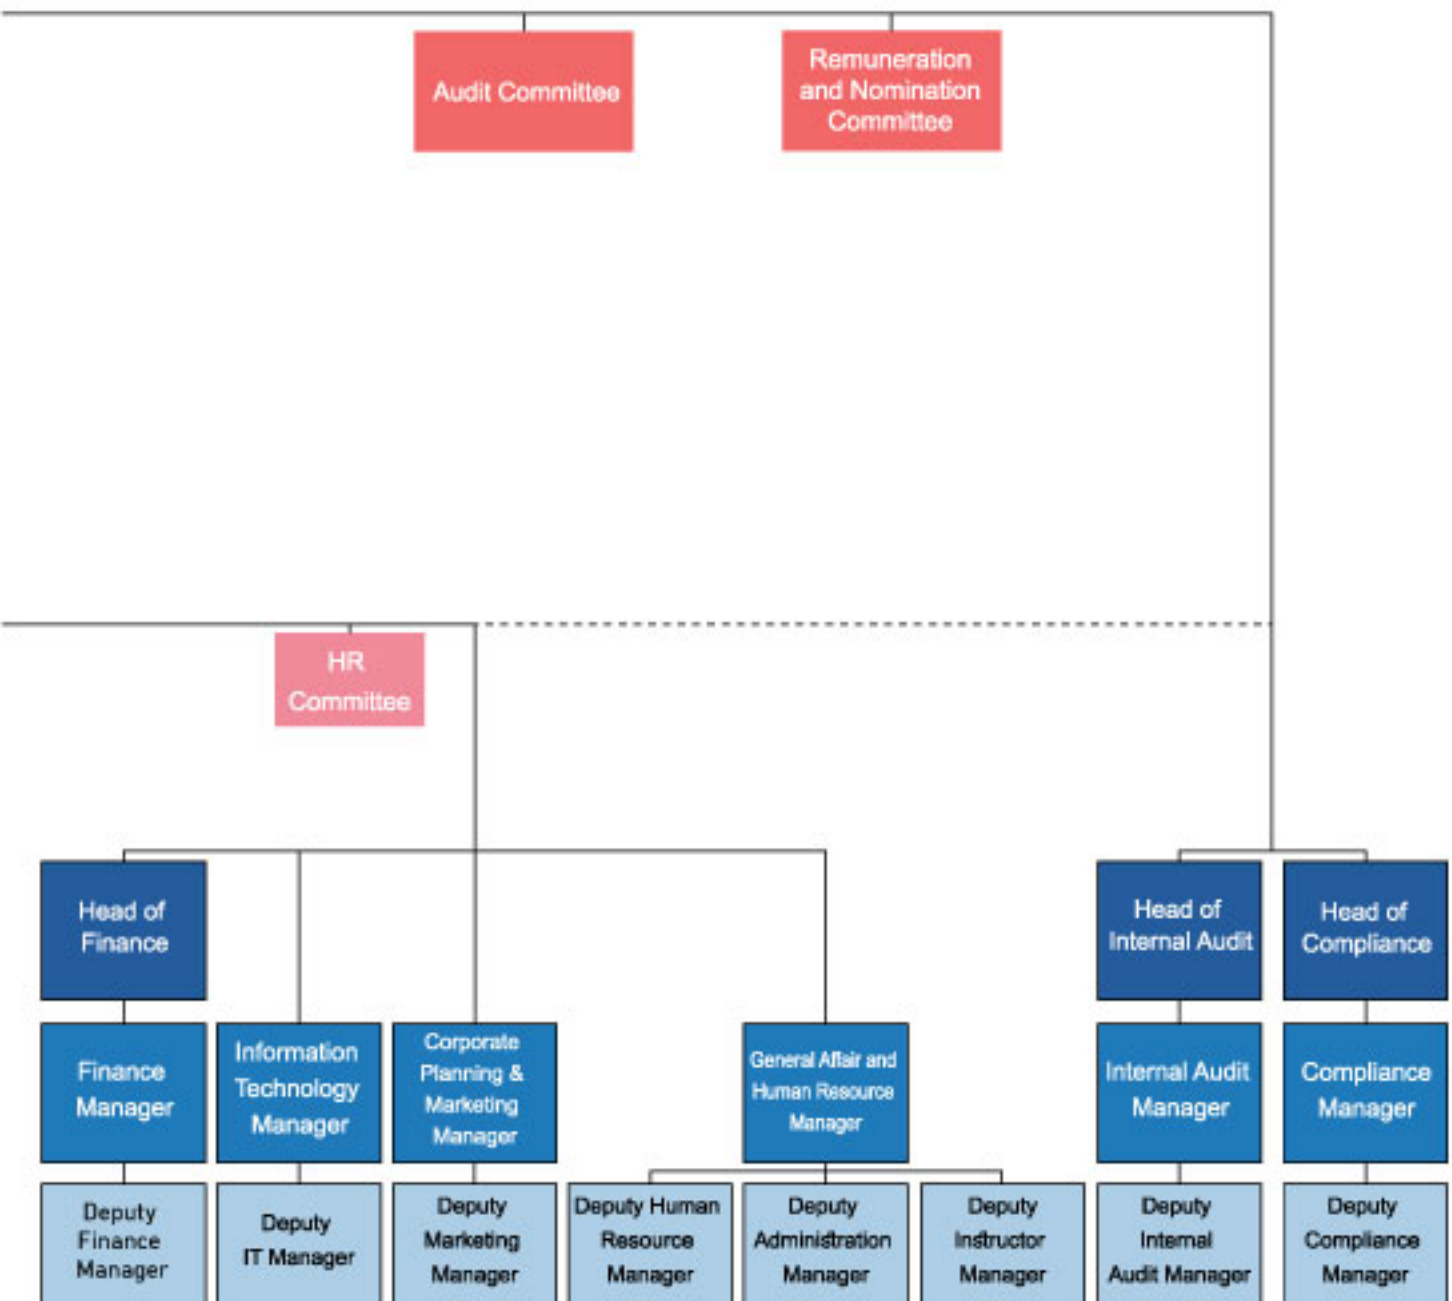 Audit Committee
Remuneration
and Nomination
Committee
HR
Committee
Head of
Finance
Head of
Internal Audit
Head of
Compliance
Finance
Manager
Information
Technology
Manager
Corporate
Planning &
Marketing
Manager
General Affair and
Human Resource
Manager
Internal Audit
Manager
Compliance
Manager
Deputy
Finance
Manager
Deputy
IT Manager
Deputy
Marketing
Manager
Deputy Human
Resource
Manager
Deputy
Administration
Manager
Deputy
Instructor
Manager
Deputy
Internal
Audit Manager
Deputy
Compliance
Manager